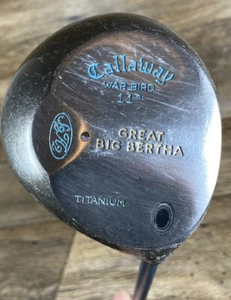 Callaway
WAR BIRD
11°
GREAT
BIG BERTHA
TITANIUM